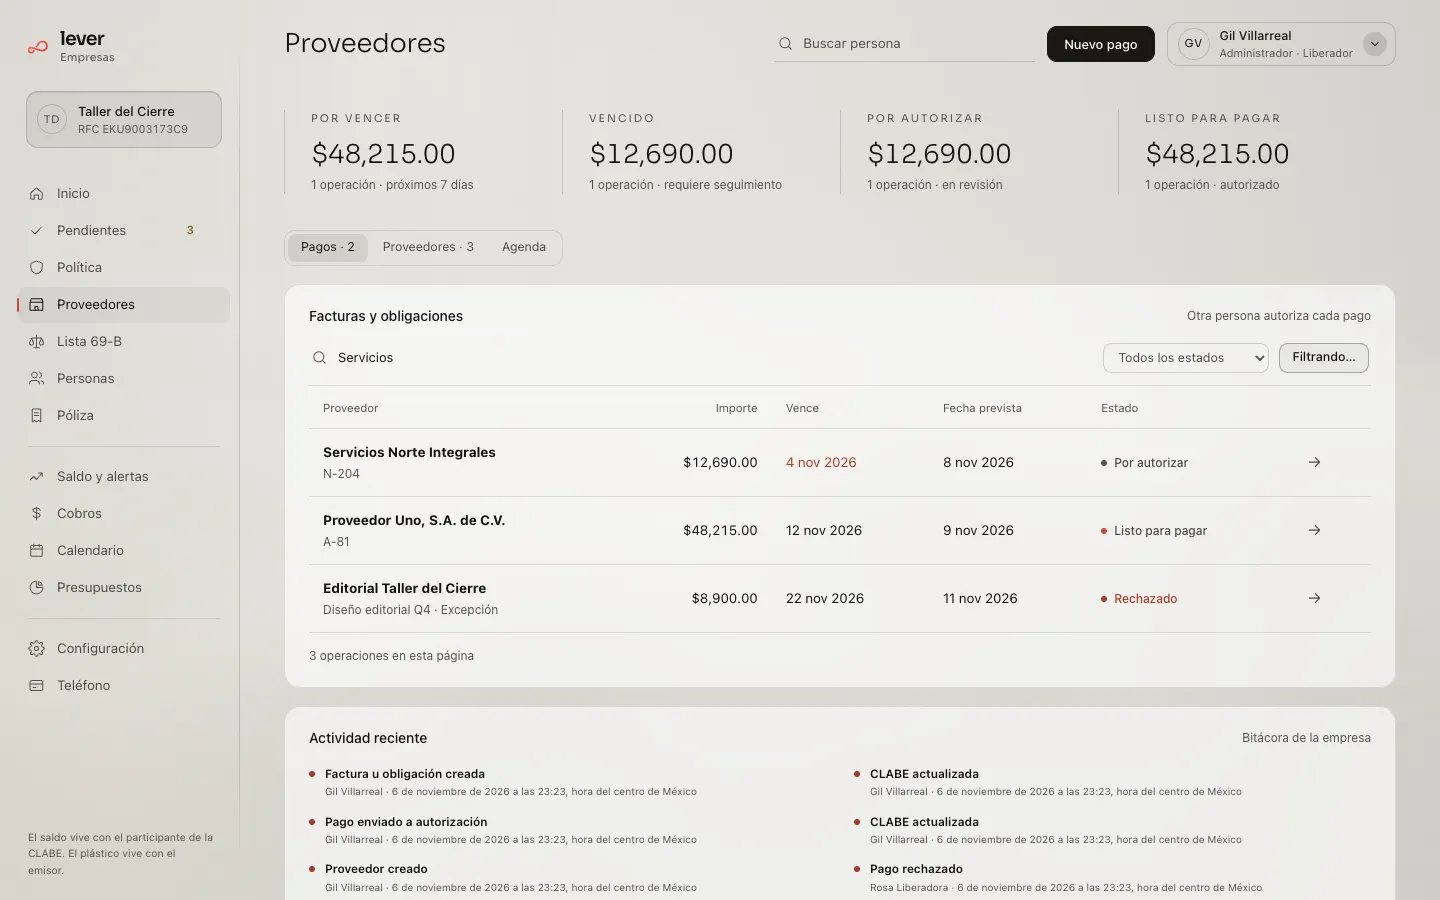 lever
Empresas
TD
Taller del Cierre
RFC EKU9003173C9
Inicio
Pendientes 3
Política
Proveedores
Lista 69-B
Personas
Póliza
Saldo y alertas
Cobros
Calendario
Presupuestos
Configuración
Teléfono
El saldo vive con el participante de la
CLABE. El plástico vive con el
emisor.
Proveedores
Buscar persona
Nuevo pago
GV
Gil Villarreal
Administrador · Liberador
POR VENCER
$48,215.00
1 operación · próximos 7 días
VENCIDO
$12,690.00
1 operación · requiere seguimiento
POR AUTORIZAR
$12,690.00
1 operación · en revisión
LISTO PARA PAGAR
$48,215.00
1 operación · autorizado
Pagos · 2 Proveedores · 3 Agenda
Facturas y obligaciones
Otra persona autoriza cada pago
Servicios
Todos los estados
Filtrando...
Proveedor Importe Vence Fecha prevista Estado
Servicios Norte Integrales
N-204
$12,690.00 4 nov 2026 8 nov 2026 Por autorizar →
Proveedor Uno, S.A. de C.V.
A-81
$48,215.00 12 nov 2026 9 nov 2026 Listo para pagar →
Editorial Taller del Cierre
Diseño editorial Q4 · Excepción
$8,900.00 22 nov 2026 11 nov 2026 Rechazado →
3 operaciones en esta página
Actividad reciente
Bitácora de la empresa
Factura u obligación creada
Gil Villarreal · 6 de noviembre de 2026 a las 23:23, hora del centro de México
CLABE actualizada
Gil Villarreal · 6 de noviembre de 2026 a las 23:23, hora del centro de México
Pago enviado a autorización
Gil Villarreal · 6 de noviembre de 2026 a las 23:23, hora del centro de México
CLABE actualizada
Gil Villarreal · 6 de noviembre de 2026 a las 23:23, hora del centro de México
Proveedor creado
Gil Villarreal · 6 de noviembre de 2026 a las 23:23, hora del centro de México
Pago rechazado
Rosa Liberadora · 6 de noviembre de 2026 a las 23:23, hora del centro de México